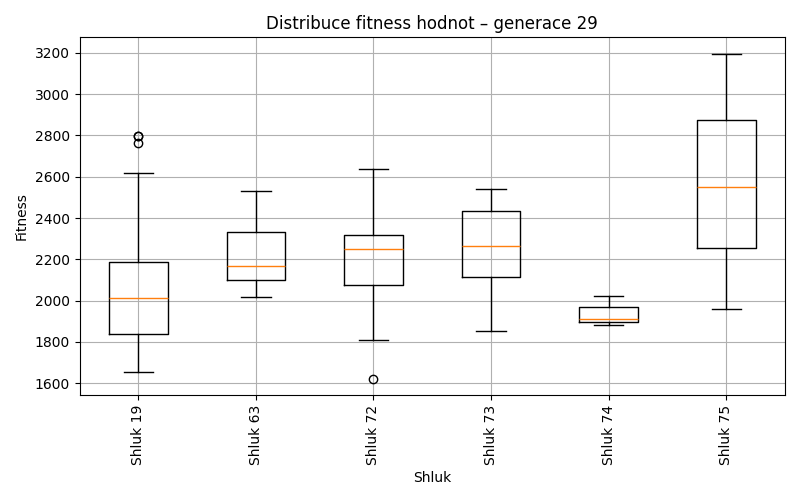 Distribuce fitness hodnot – generace 29
Fitness
3200
3000
2800
2600
2400
2200
2000
1800
1600
Shluk 19
Shluk 63
Shluk 72
Shluk 73
Shluk 74
Shluk 75
Shluk